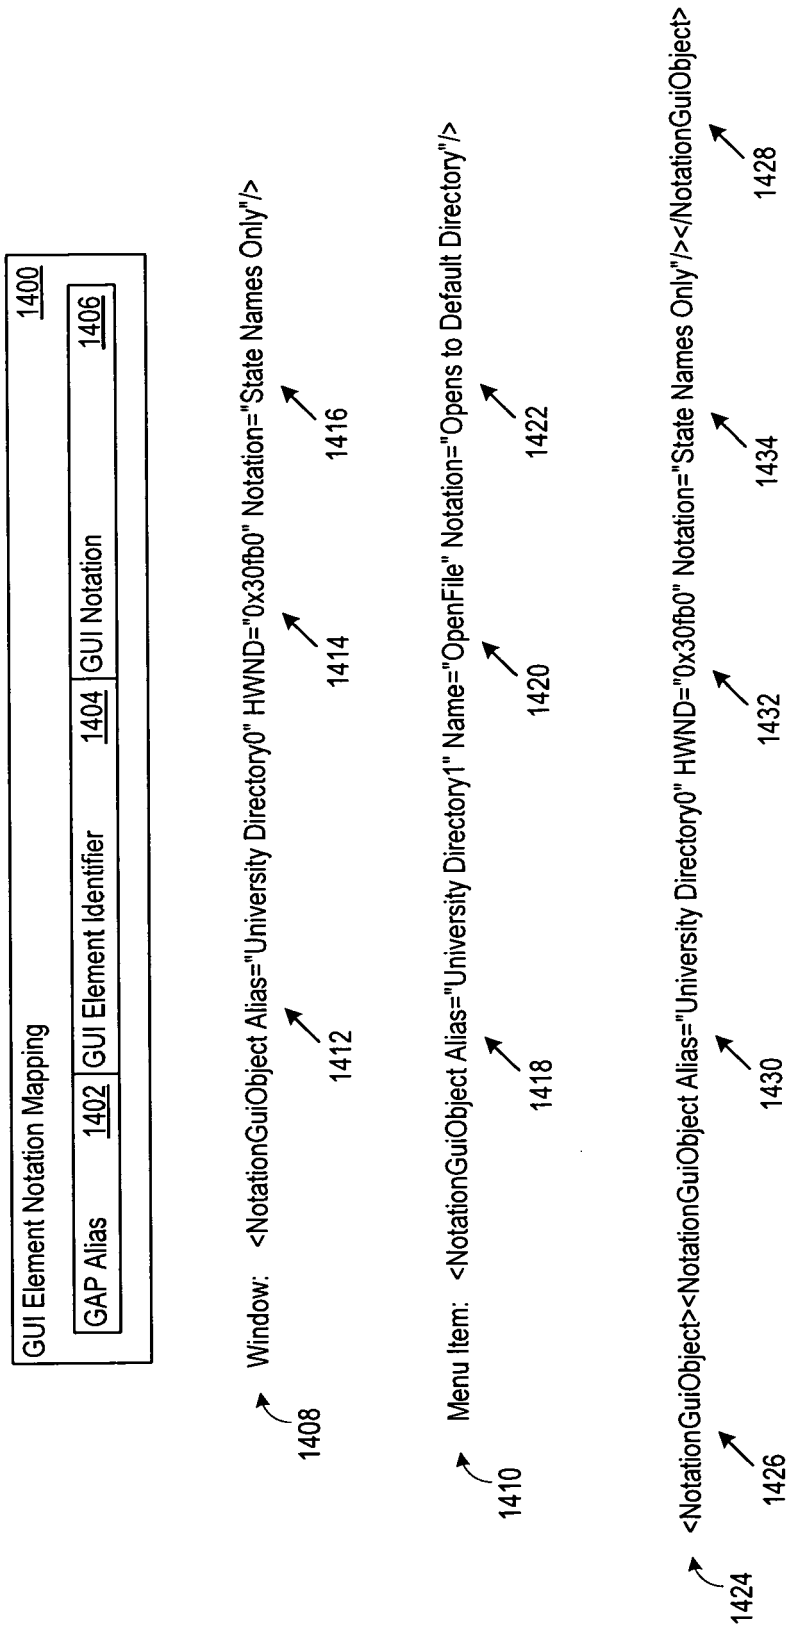 GUI Element Notation Mapping 1400
GAP Alias 1402 GUI Element Identifier 1404 GUI Notation 1406
1408 Window: <NotationGuiObject Alias="University Directory0" HWND="0x30fb0" Notation="State Names Only"/>
1412 1414 1416
1410 Menu Item: <NotationGuiObject Alias="University Directory1" Name="OpenFile" Notation="Opens to Default Directory"/>
1418 1420 1422
1424 <NotationGuiObject><NotationGuiObject Alias="University Directory0" HWND="0x30fb0" Notation="State Names Only"/></NotationGuiObject>
1426 1430 1432 1434 1428